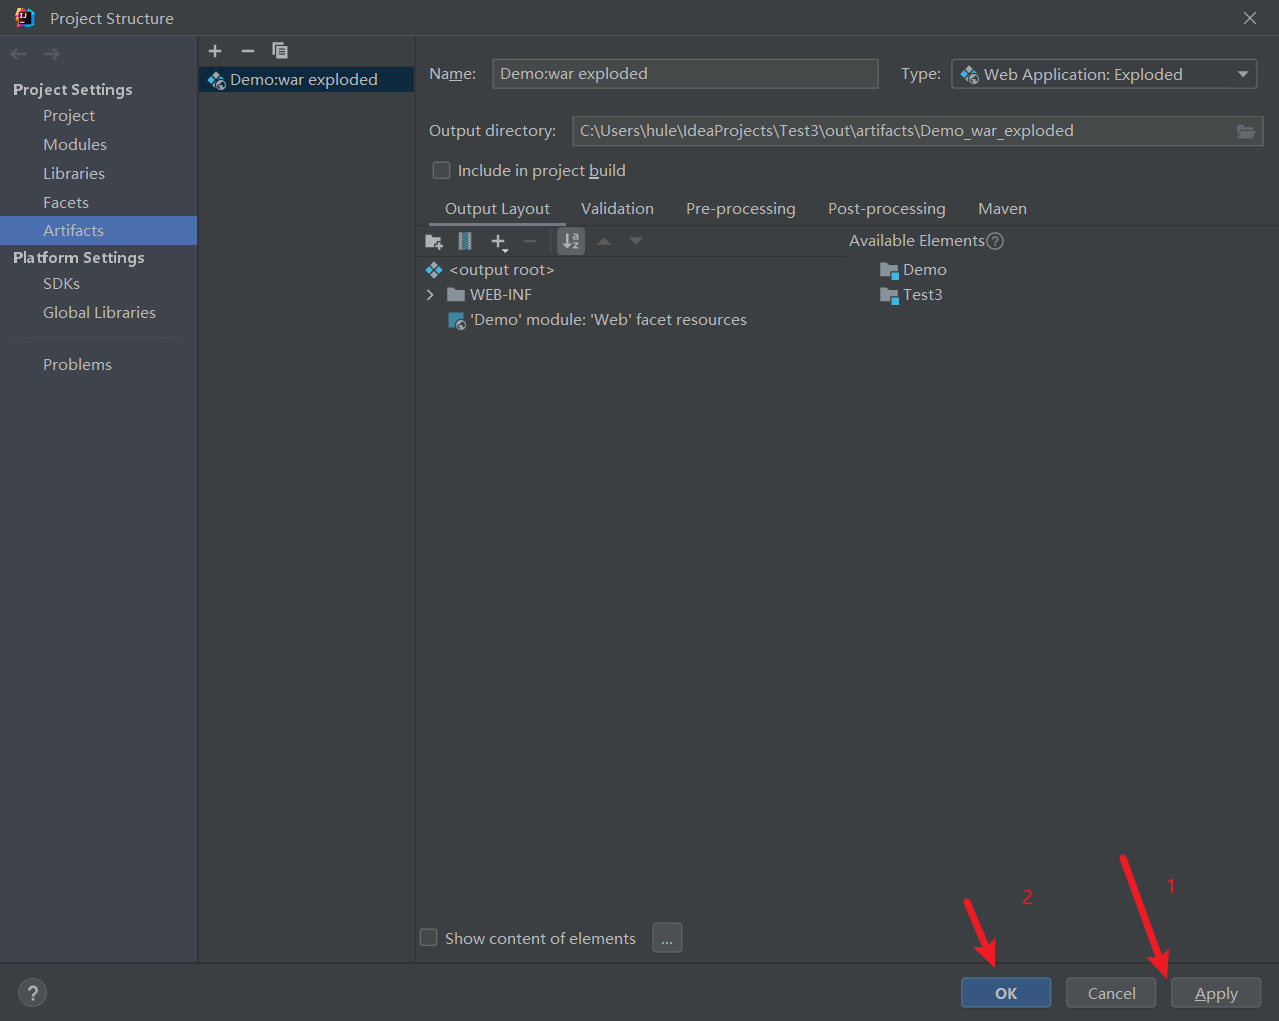 Project Structure
Project Settings
Project
Modules
Libraries
Facets
Artifacts
Platform Settings
SDKs
Global Libraries
Problems
Demo:war exploded
Name: Demo:war exploded Type: Web Application: Exploded
Output directory: C:\Users\hule\IdeaProjects\Test3\out\artifacts\Demo_war_exploded
Include in project build
Output Layout Validation Pre-processing Post-processing Maven
Available Elements
<output root>
WEB-INF
'Demo' module: 'Web' facet resources
Demo
Test3
1
2
Show content of elements ...
? OK Cancel Apply